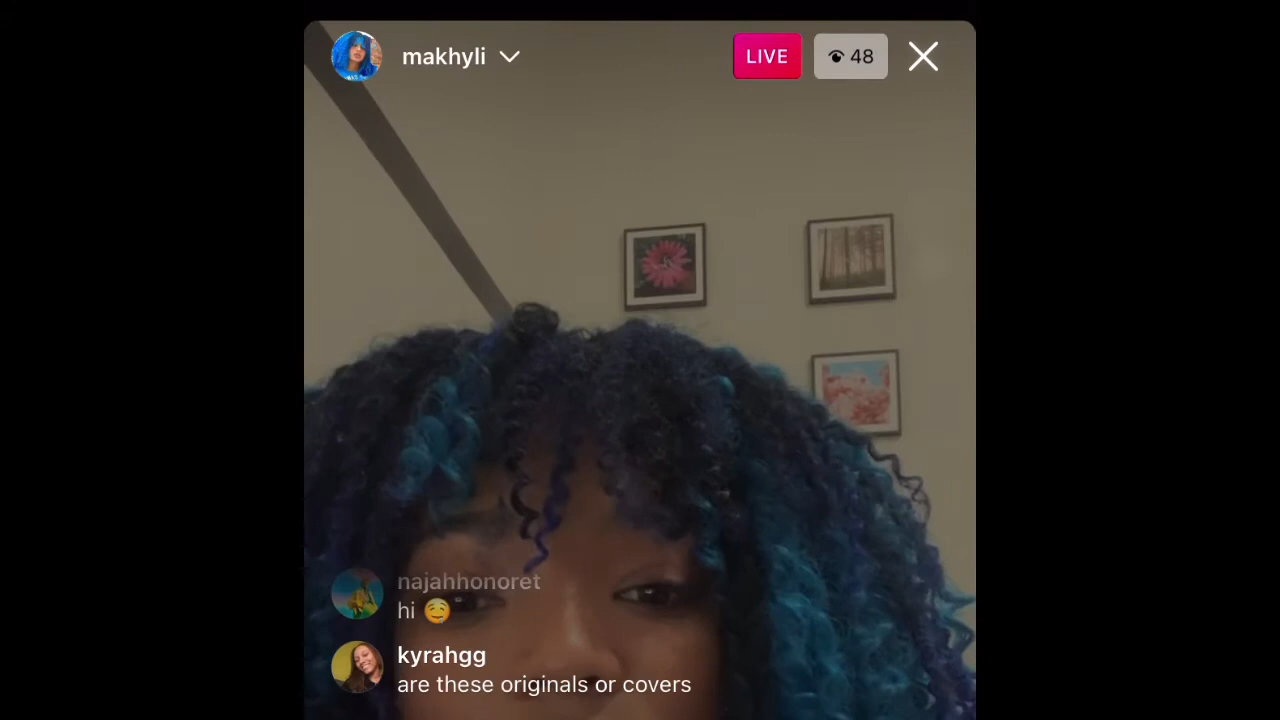 makhyli
LIVE
48
najahhonoret
hi 🤤
kyrahgg
are these originals or covers